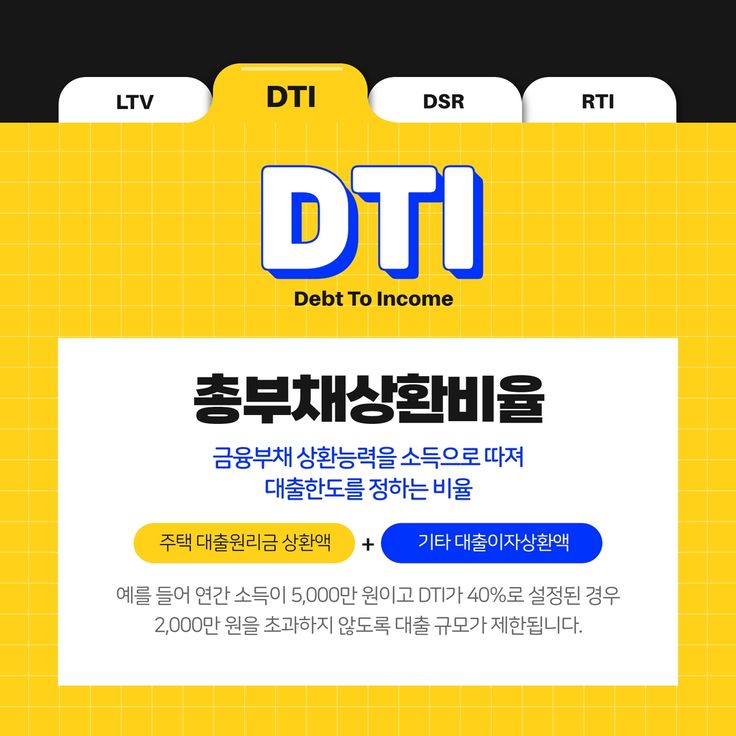 LTV
DTI
DSR
RTI
DTI
Debt To Income
총부채상환비율
금융부채 상환능력을 소득으로 따져
대출한도를 정하는 비율
주택 대출원리금 상환액 + 기타 대출이자상환액
예를 들어 연간 소득이 5,000만 원이고 DTI가 40%로 설정된 경우
2,000만 원을 초과하지 않도록 대출 규모가 제한됩니다.